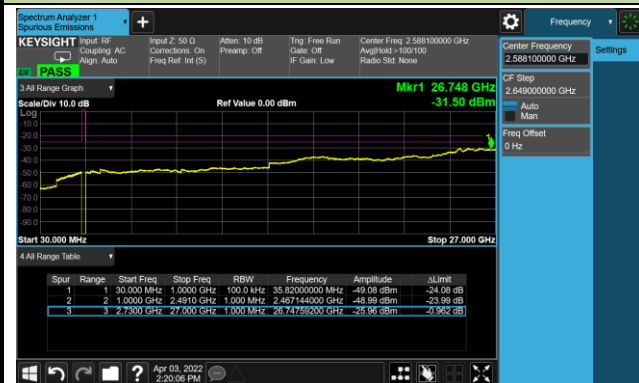 Spectrum Analyzer 1
Spurious Emissions
Frequency
KEYSIGHT
Input: RF
Coupling: AC
Align: Auto
Input Z: 50 Ω
Corrections: On
Freq Ref: Int (S)
Atten: 10 dB
Preamp: Off
Trig: Free Run
Gate: Off
IF Gain: Low
Center Freq: 2.588100000 GHz
Avg|Hold:>100/100
Radio Std: None
PASS
Center Frequency
2.588100000 GHz
Settings
CF Step
2.649000000 GHz
Auto
Man
Freq Offset
0 Hz
3 All Range Graph
Mkr1 26.748 GHz
Scale/Div 10.0 dB
Ref Value 0.00 dBm
-31.50 dBm
Log
-10.0
-20.0
-30.0
-40.0
-50.0
-60.0
-70.0
-80.0
-90.0
1
Start 30.000 MHz
Stop 27.000 GHz
4 All Range Table
Spur Range Start Freq Stop Freq RBW Frequency Amplitude ΔLimit
1 1 30.000 MHz 1.0000 GHz 100.0 kHz 35.82000000 MHz -49.08 dBm -24.08 dB
2 2 1.0000 GHz 2.4910 GHz 1.000 MHz 2.467144000 GHz -48.99 dBm -23.99 dB
3 3 2.7300 GHz 27.000 GHz 1.000 MHz 26.74759200 GHz -25.96 dBm -0.962 dB
?
Apr 03, 2022
2:20:06 PM